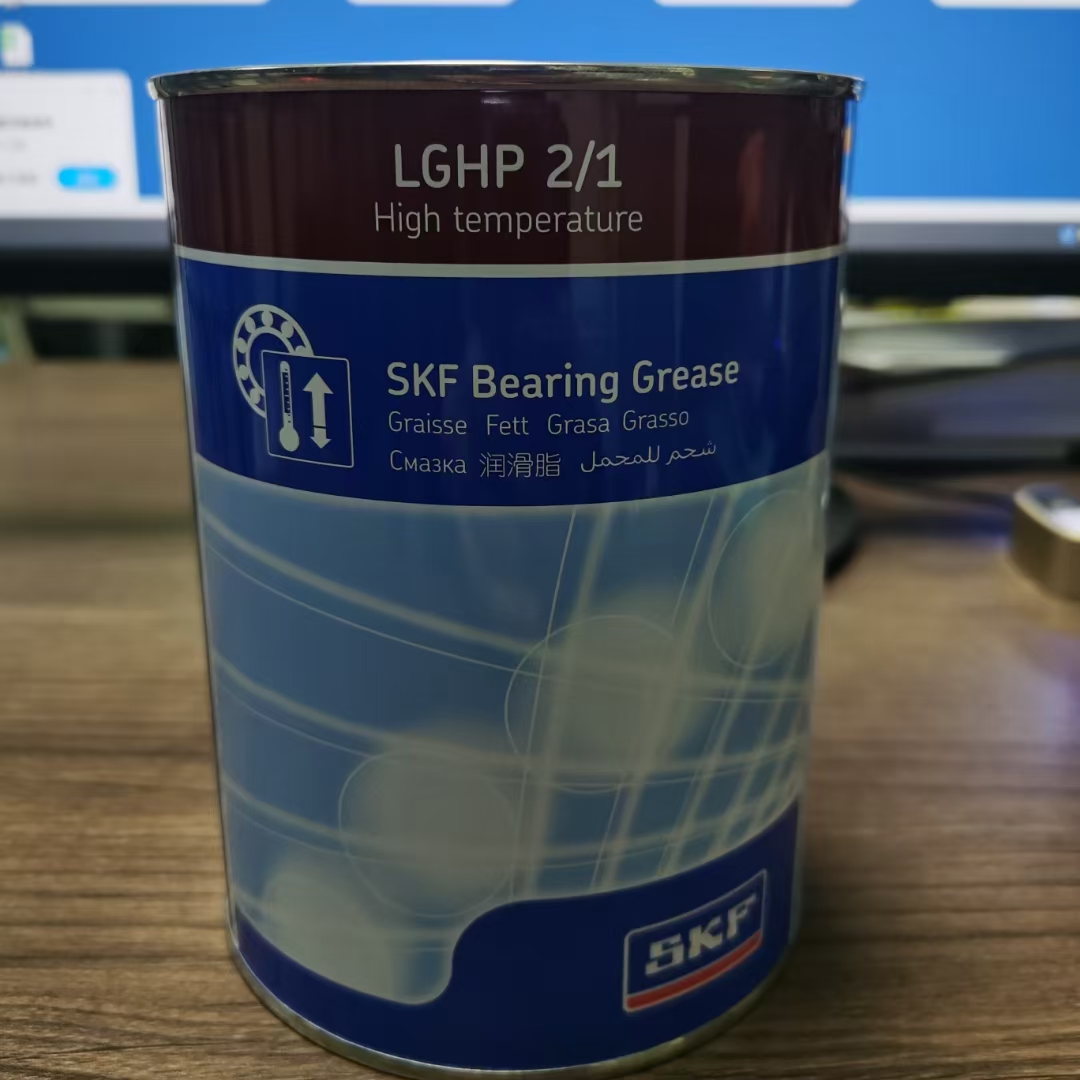 LGHP 2/1
High temperature
SKF Bearing Grease
Graisse Fett Grasa Grasso
Смазка 润滑脂 شحم للمحمل
SKF